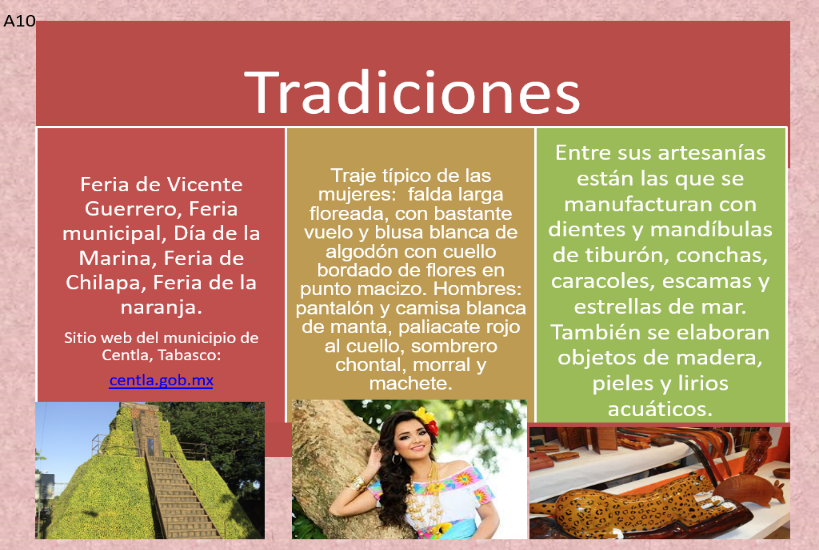 A10
Tradiciones
Feria de Vicente
Guerrero, Feria
municipal, Día de la
Marina, Feria de
Chilapa, Feria de la
naranja.
Sitio web del municipio de
Centla, Tabasco:
centla.gob.mx
Traje típico de las
mujeres: falda larga
floreada, con bastante
vuelo y blusa blanca de
algodón con cuello
bordado de flores en
punto macizo. Hombres:
pantalón y camisa blanca
de manta, paliacate rojo
al cuello, sombrero
chontal, morral y
machete.
Entre sus artesanías
están las que se
manufacturan con
dientes y mandíbulas
de tiburón, conchas,
caracoles, escamas y
estrellas de mar.
También se elaboran
objetos de madera,
pieles y lirios
acuáticos.